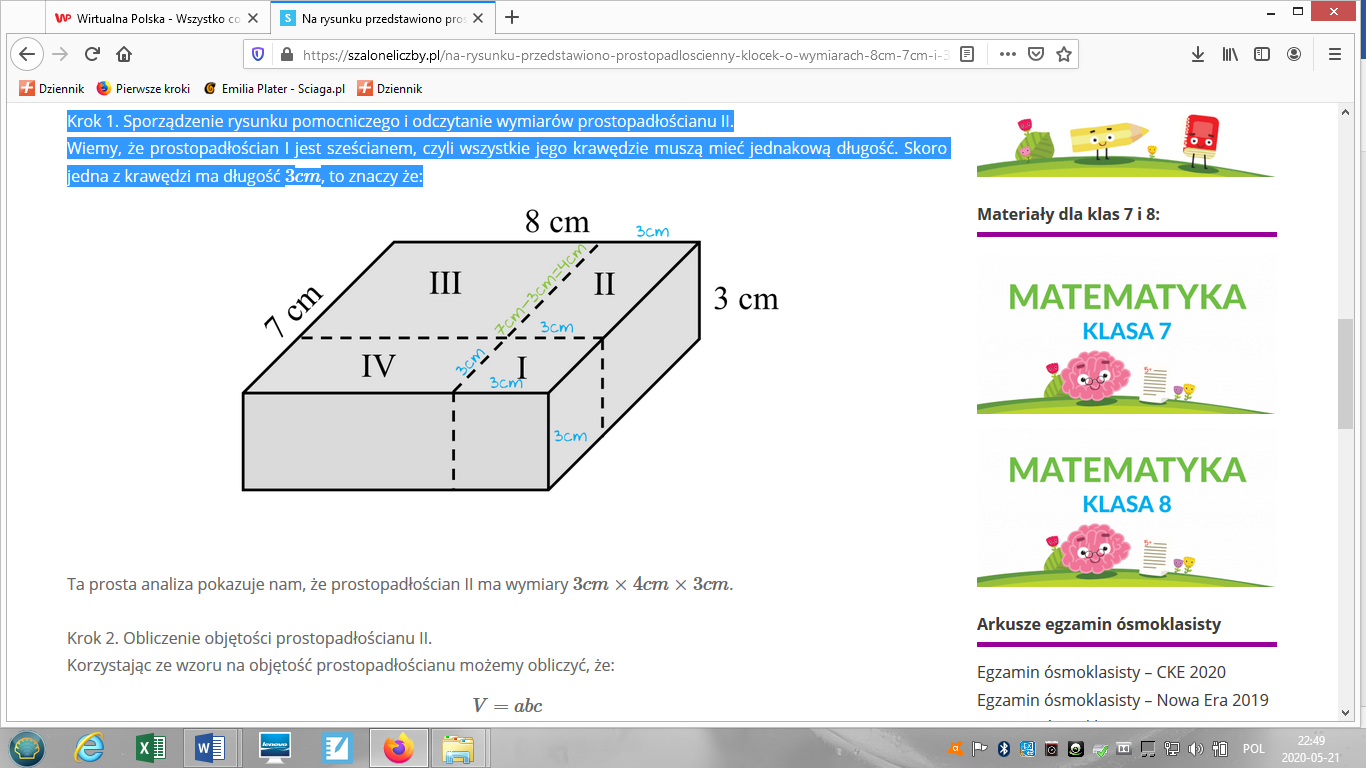 Wirtualna Polska - Wszystko co
Na rysunku przedstawiono pros
https://szaloneliczby.pl/na-rysunku-przedstawiono-prostopadloscienny-klocek-o-wymiarach-8cm-7cm-i-3
Dziennik
Pierwsze kroki
Emilia Plater - Sciaga.pl
Dziennik
Krok 1. Sporządzenie rysunku pomocniczego i odczytanie wymiarów prostopadłościanu II.
Wiemy, że prostopadłościan I jest sześcianem, czyli wszystkie jego krawędzie muszą mieć jednakową długość. Skoro
jedna z krawędzi ma długość 3cm, to znaczy że:
8 cm
3cm
III
7cm-3cm=4cm
II
7 cm
3 cm
3cm
IV
3cm
I
3cm
3cm
Ta prosta analiza pokazuje nam, że prostopadłościan II ma wymiary 3cm × 4cm × 3cm.
Krok 2. Obliczenie objętości prostopadłościanu II.
Korzystając ze wzoru na objętość prostopadłościanu możemy obliczyć, że:
V = abc
Materiały dla klas 7 i 8:
MATEMATYKA
KLASA 7
MATEMATYKA
KLASA 8
Arkusze egzamin ósmoklasisty
Egzamin ósmoklasisty – CKE 2020
Egzamin ósmoklasisty – Nowa Era 2019
lenovo
POL
22:49
2020-05-21